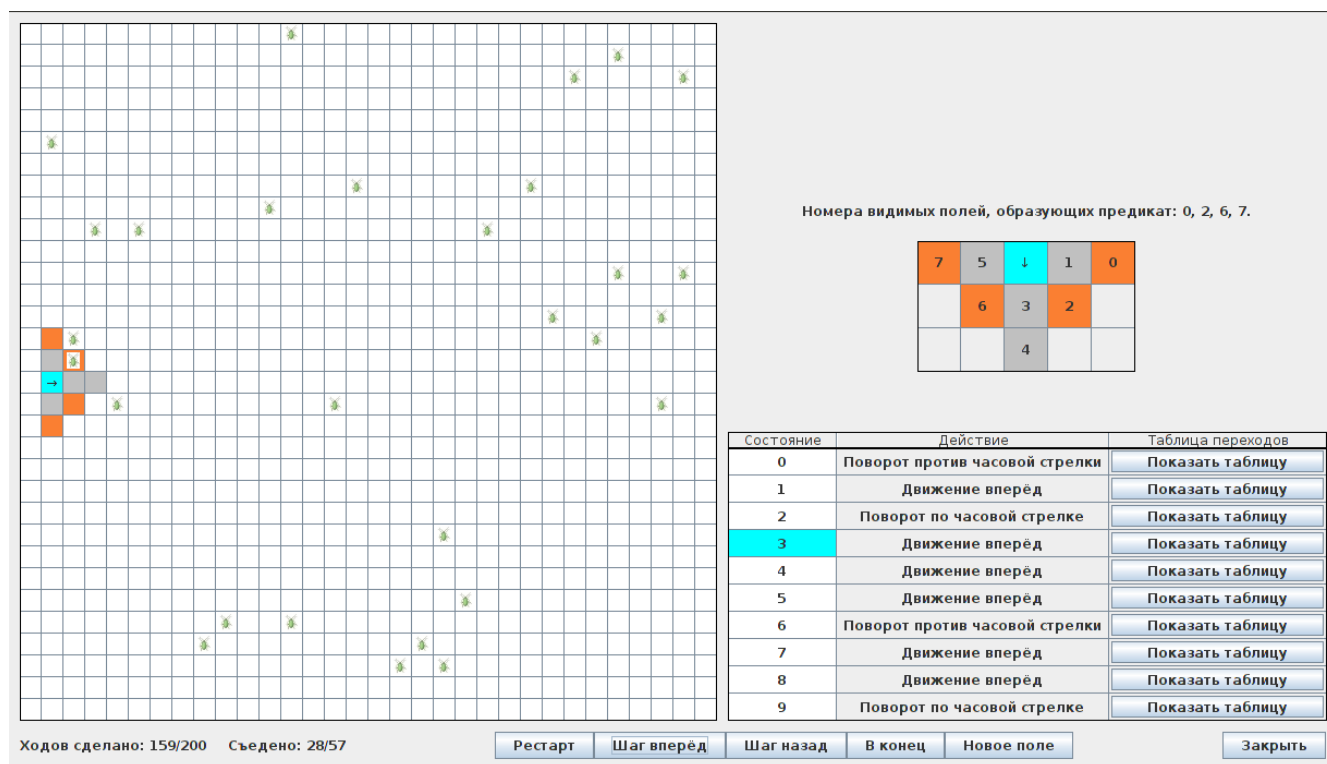 Номера видимых полей, образующих предикат: 0, 2, 6, 7.
7 5 ↓ 1 0
6 3 2
4
→
Состояние Действие Таблица переходов
0 Поворот против часовой стрелки Показать таблицу
1 Движение вперёд Показать таблицу
2 Поворот по часовой стрелке Показать таблицу
3 Движение вперёд Показать таблицу
4 Движение вперёд Показать таблицу
5 Движение вперёд Показать таблицу
6 Поворот против часовой стрелки Показать таблицу
7 Движение вперёд Показать таблицу
8 Движение вперёд Показать таблицу
9 Поворот по часовой стрелке Показать таблицу
Ходов сделано: 159/200 Съедено: 28/57 Рестарт Шаг вперёд Шаг назад В конец Новое поле Закрыть